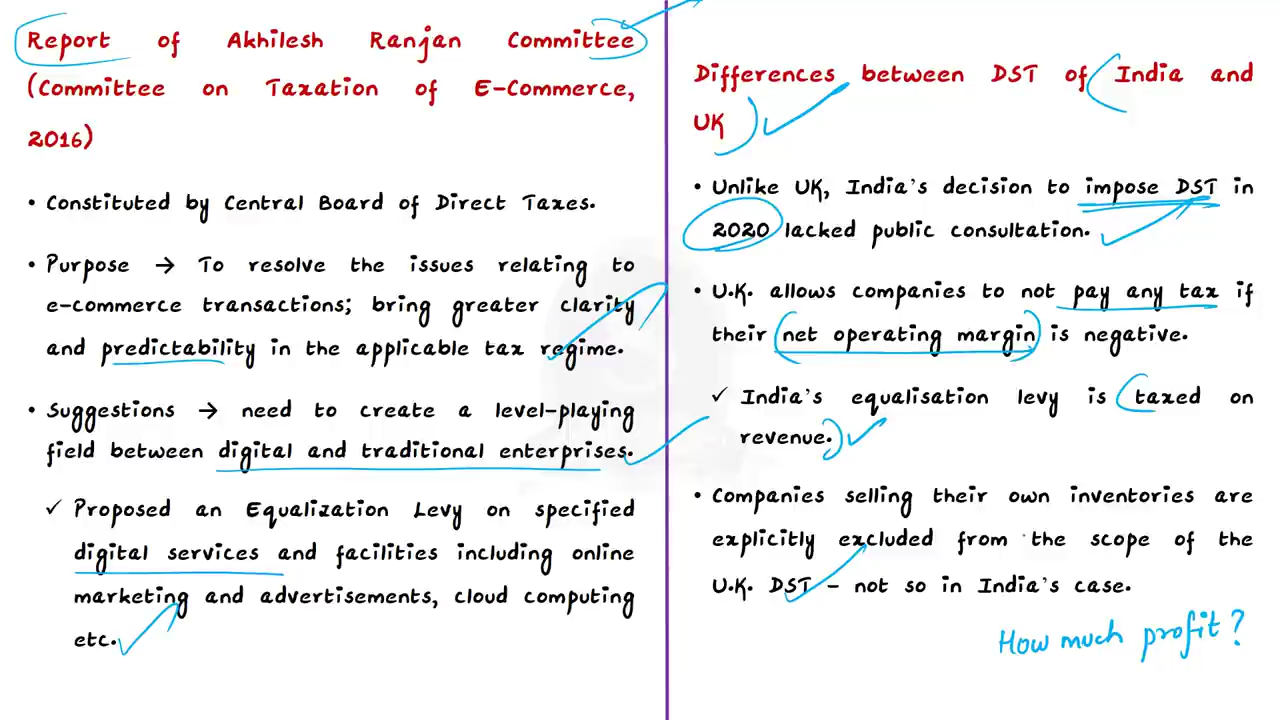 Report of Akhilesh Ranjan Committee
(Committee on Taxation of E-Commerce,
2016)
• Constituted by Central Board of Direct Taxes.
• Purpose → To resolve the issues relating to
e-commerce transactions; bring greater clarity
and predictability in the applicable tax regime.
• Suggestions → need to create a level-playing
field between digital and traditional enterprises.
✓ Proposed an Equalization Levy on specified
digital services and facilities including online
marketing and advertisements, cloud computing
etc.
Differences between DST of India and
UK
• Unlike UK, India's decision to impose DST in
2020 lacked public consultation.
• U.K. allows companies to not pay any tax if
their net operating margin is negative.
✓ India's equalisation levy is taxed on
revenue.
• Companies selling their own inventories are
explicitly excluded from the scope of the
U.K. DST – not so in India's case.
How much profit?